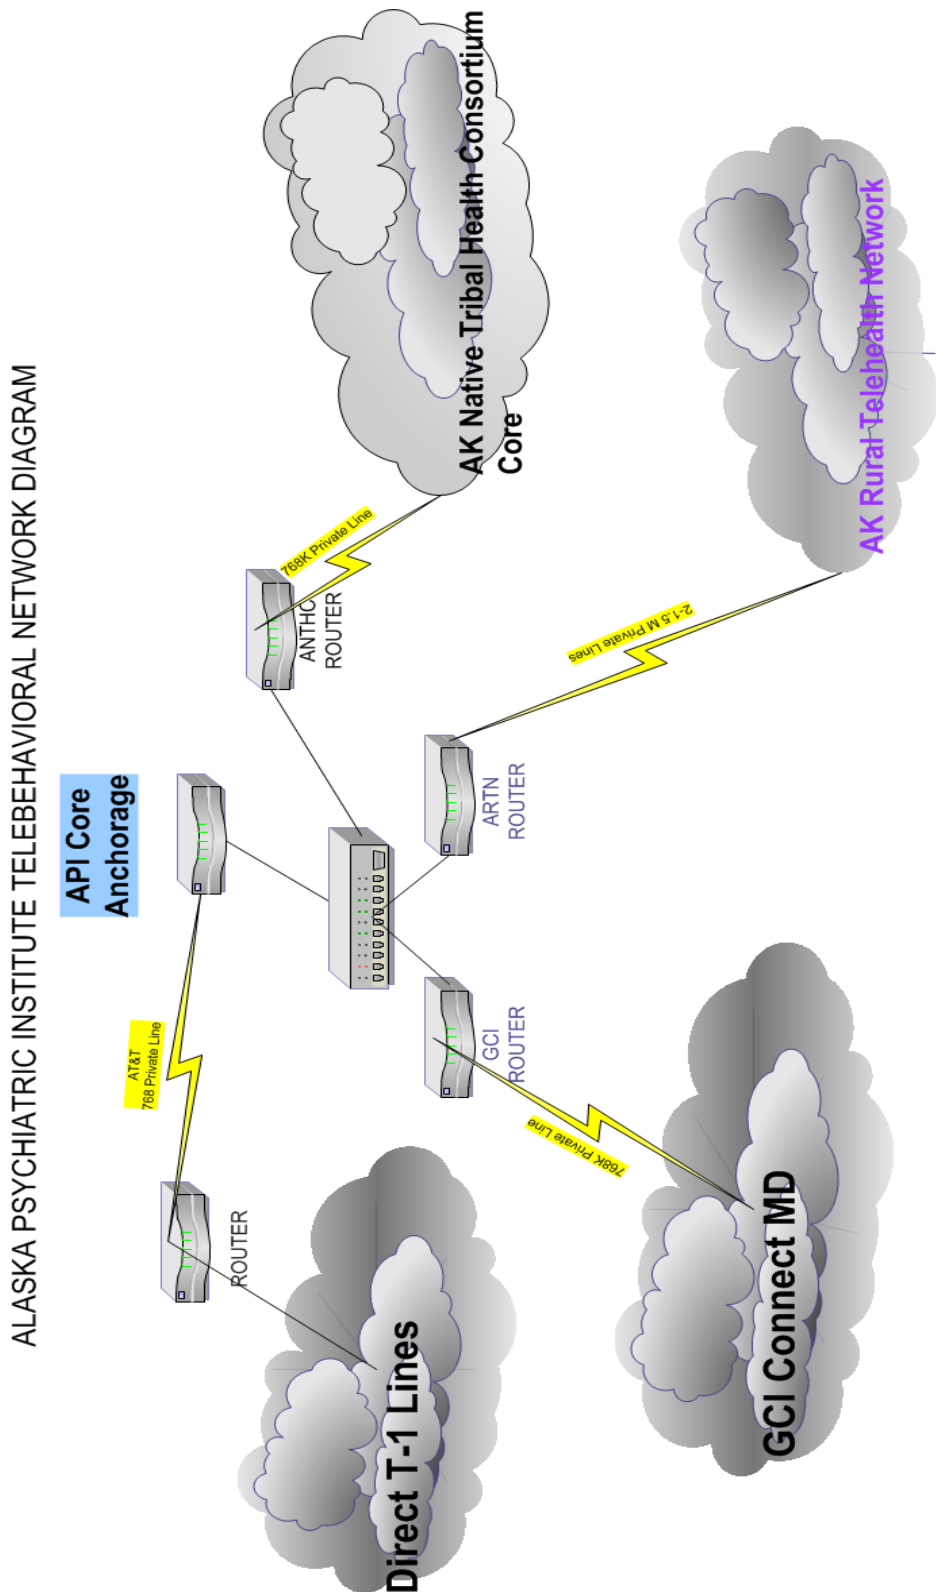 ALASKA PSYCHIATRIC INSTITUTE TELEBEHAVIORAL NETWORK DIAGRAM
API Core
Anchorage
AT&T
768 Private Line
ROUTER
Direct T-1 Lines
768K Private Line
ANTHC
ROUTER
AK Native Tribal Health Consortium
Core
GCI
ROUTER
768K Private Line
GCI Connect MD
ARTN
ROUTER
2-1.5 M Private Lines
AK Rural Telehealth Network